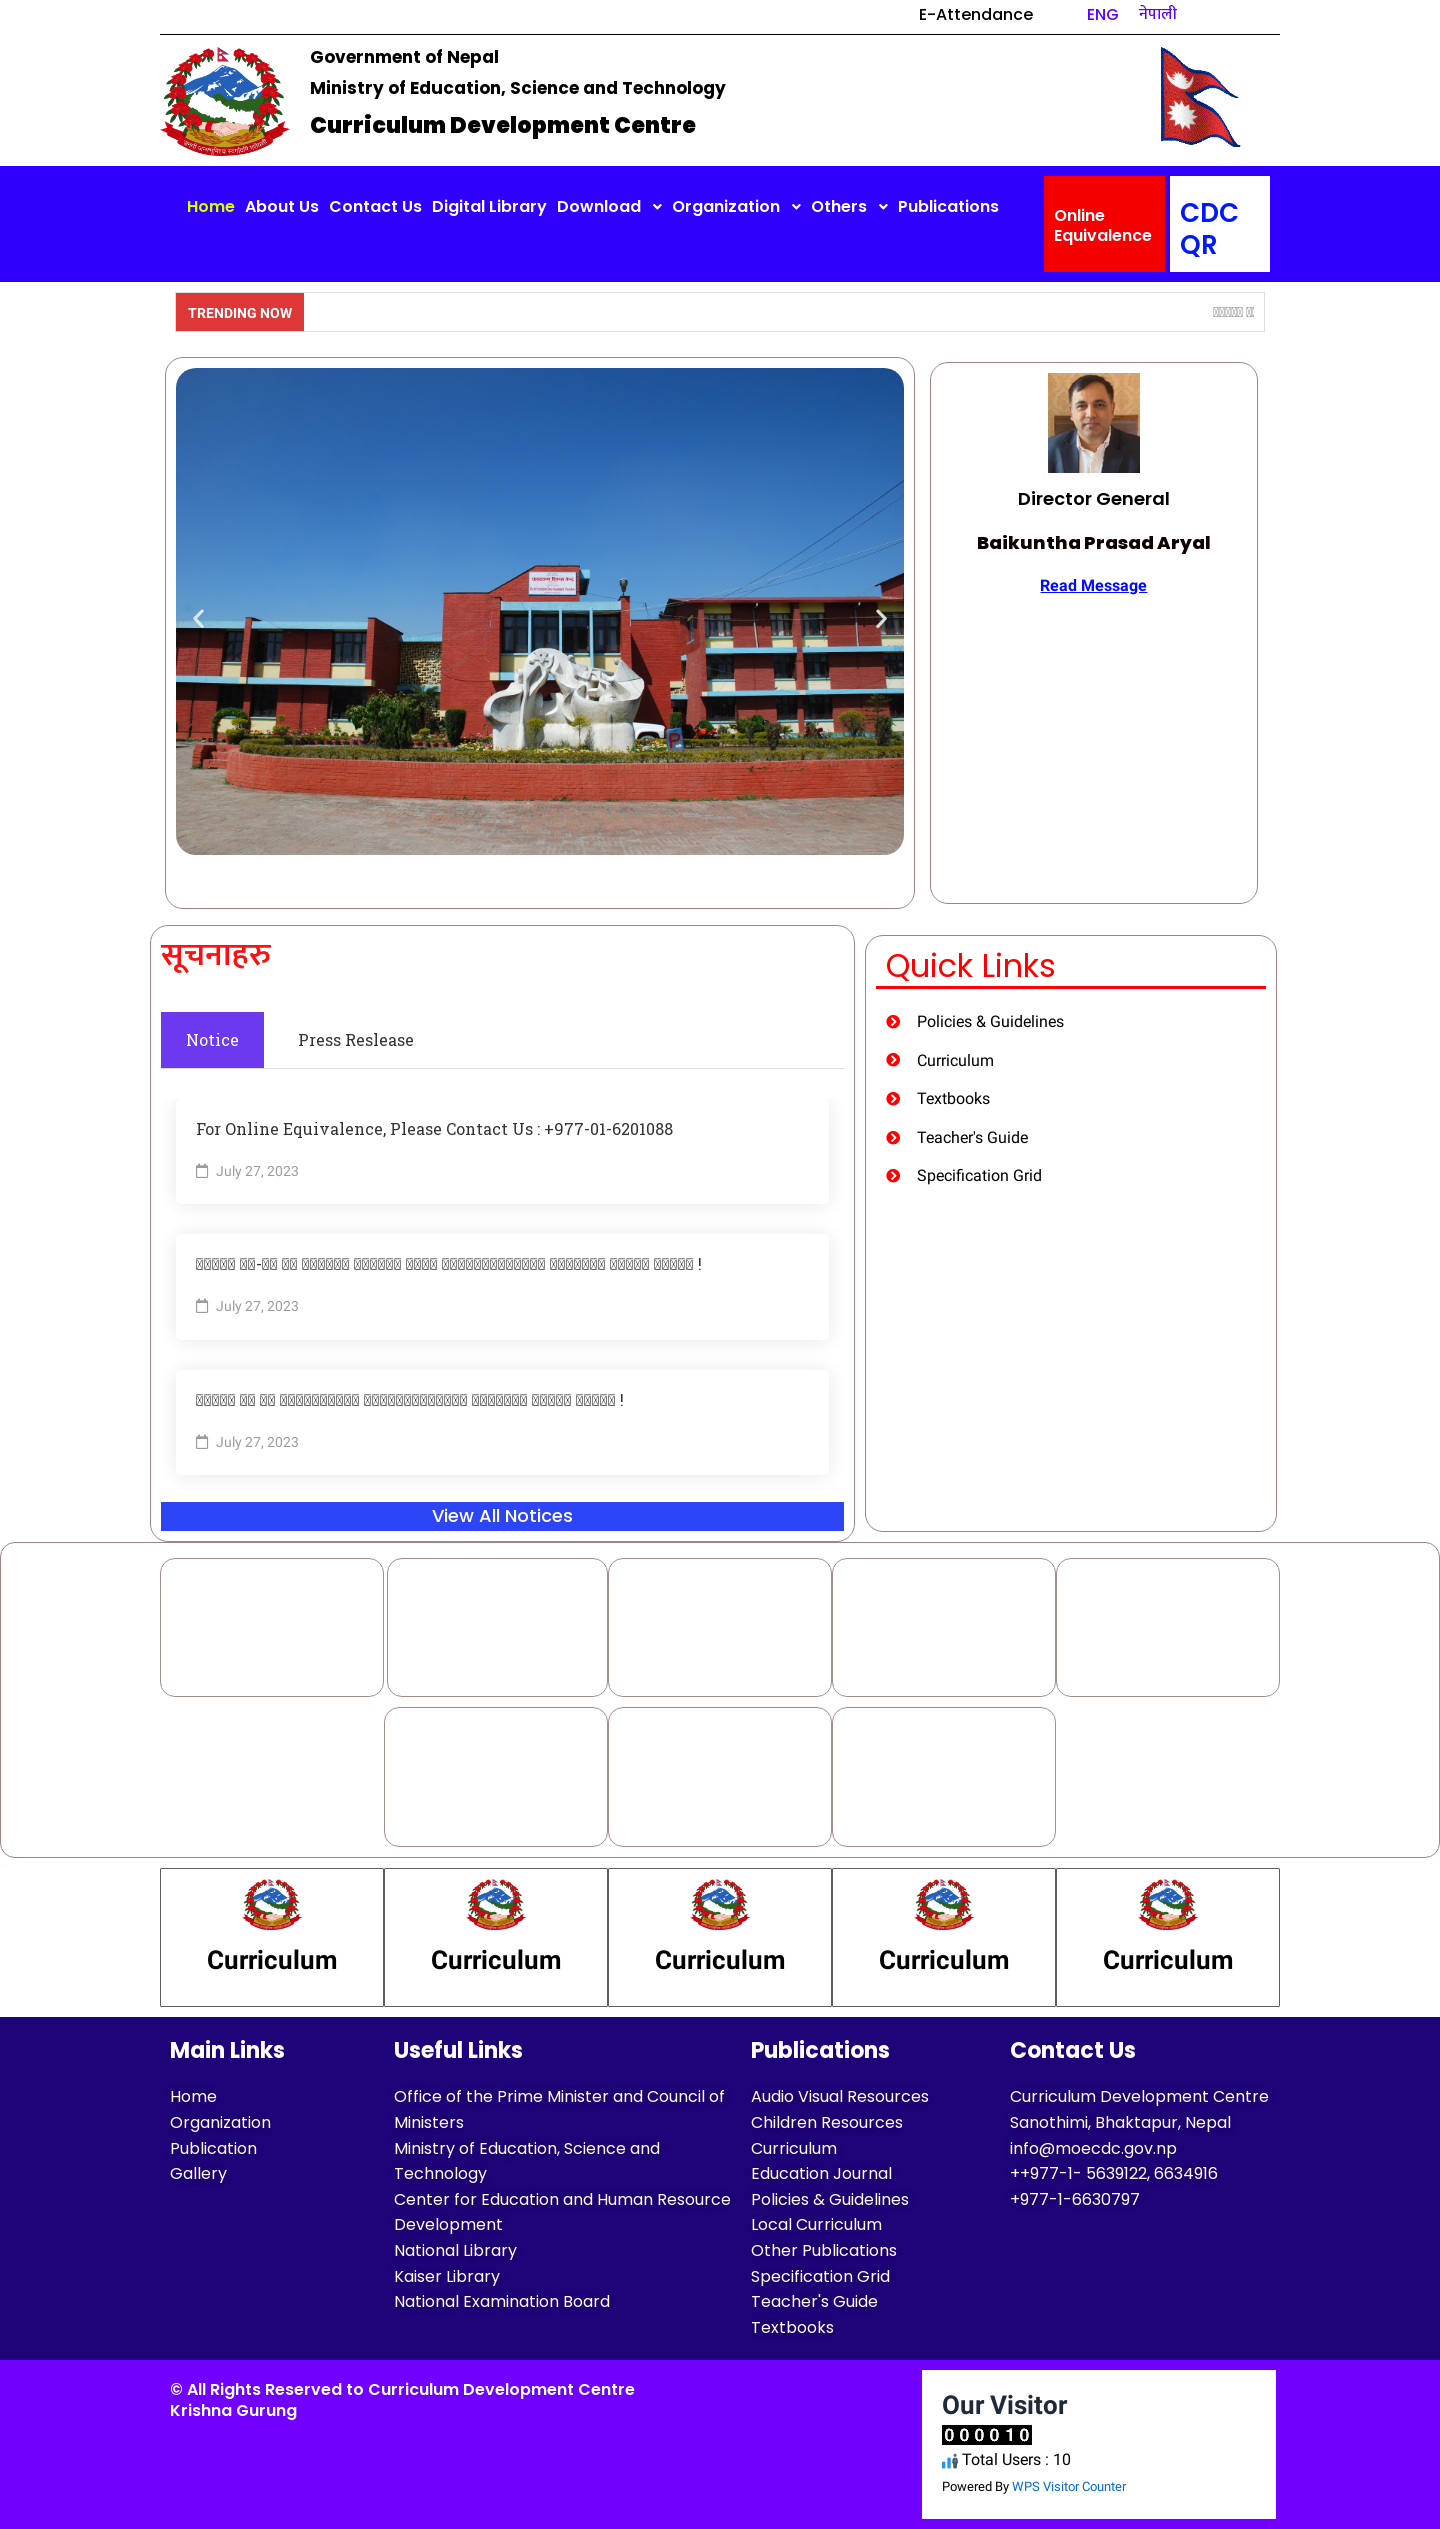 E-Attendance ENG नेपाली
Government of Nepal
Ministry of Education, Science and Technology
Curriculum Development Centre
Home About Us Contact Us Digital Library Download Organization Others Publications
Online
Equivalence
CDC
QR
TRENDING NOW
Director General
Baikuntha Prasad Aryal
Read Message
सूचनाहरु
Notice Press Reslease
For Online Equivalence, Please Contact Us : +977-01-6201088
July 27, 2023
July 27, 2023
July 27, 2023
View All Notices
Quick Links
Policies & Guidelines
Curriculum
Textbooks
Teacher's Guide
Specification Grid
Curriculum Curriculum Curriculum Curriculum Curriculum
Main Links
Home
Organization
Publication
Gallery
Useful Links
Office of the Prime Minister and Council of
Ministers
Ministry of Education, Science and
Technology
Center for Education and Human Resource
Development
National Library
Kaiser Library
National Examination Board
Publications
Audio Visual Resources
Children Resources
Curriculum
Education Journal
Policies & Guidelines
Local Curriculum
Other Publications
Specification Grid
Teacher's Guide
Textbooks
Contact Us
Curriculum Development Centre
Sanothimi, Bhaktapur, Nepal
info@moecdc.gov.np
++977-1- 5639122, 6634916
+977-1-6630797
© All Rights Reserved to Curriculum Development Centre
Krishna Gurung
Our Visitor
000010
Total Users : 10
Powered By WPS Visitor Counter